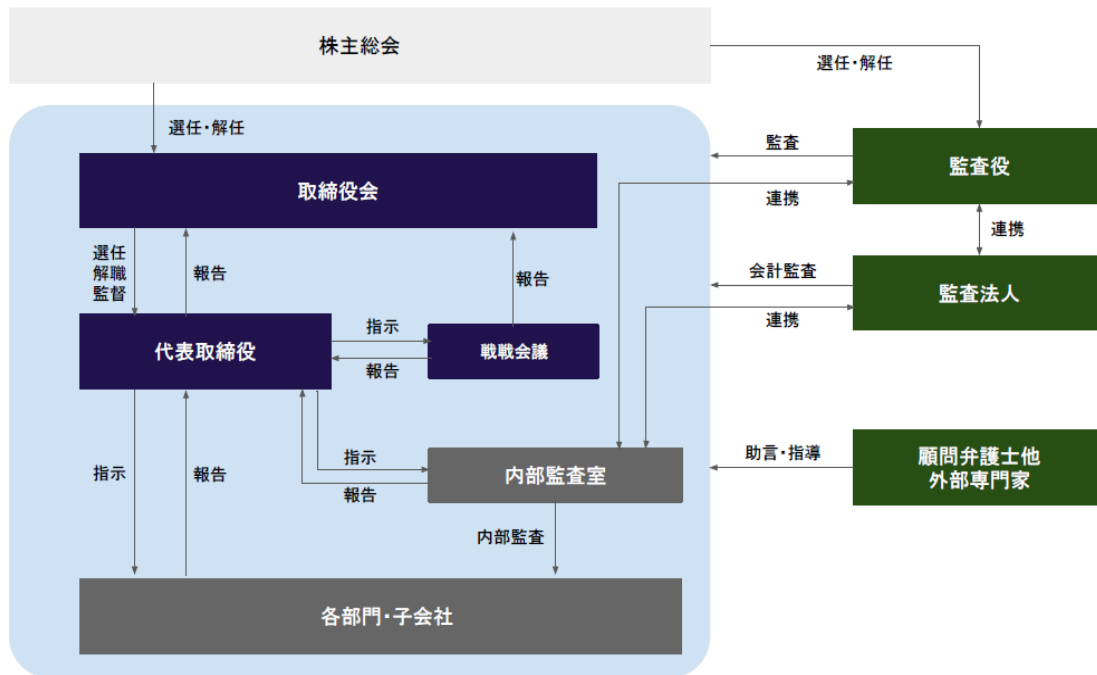 株主総会
選任・解任
選任・解任
取締役会
監査
監査役
連携
連携
選任
解職
監督
報告
報告
会計監査
監査法人
連携
代表取締役
指示
報告
戦戦会議
指示
報告
指示
報告
内部監査室
助言・指導
顧問弁護士他
外部専門家
内部監査
各部門・子会社